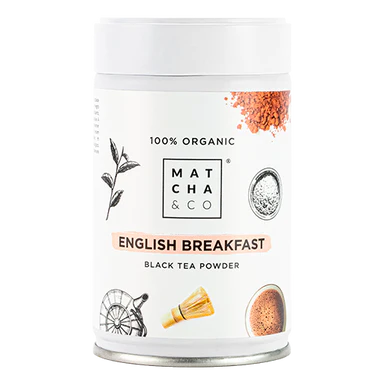 100% ORGANIC
MAT
CHA
& CO
®
ENGLISH BREAKFAST
BLACK TEA POWDER